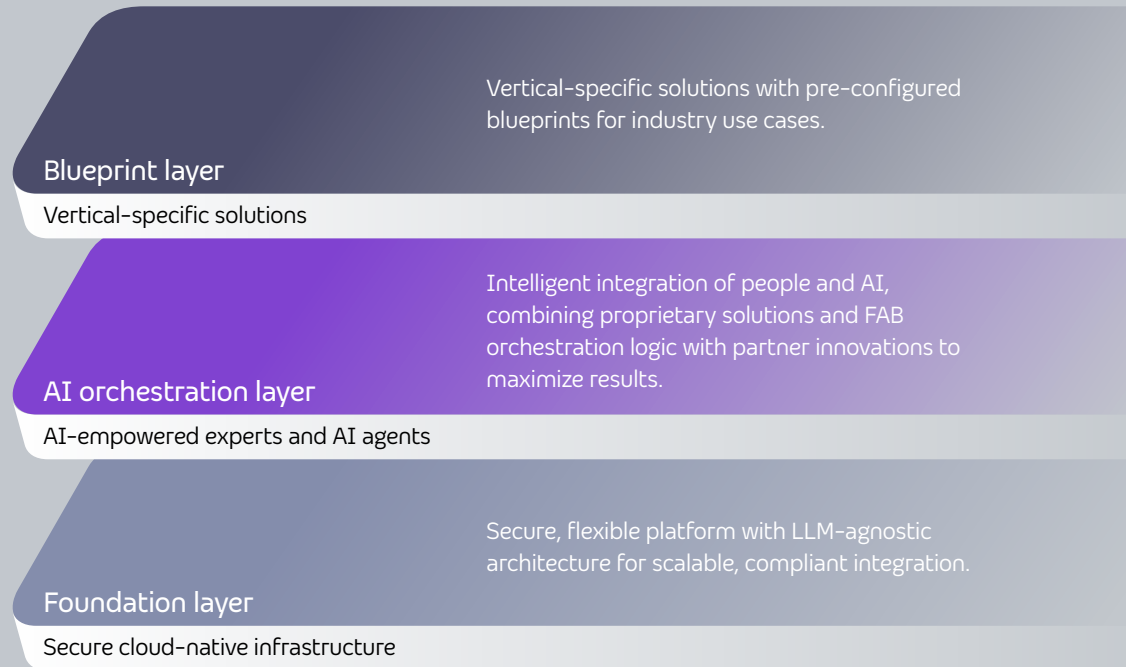 Vertical-specific solutions with pre-configured
blueprints for industry use cases.
Blueprint layer
Vertical-specific solutions
Intelligent integration of people and AI,
combining proprietary solutions and FAB
orchestration logic with partner innovations to
maximize results.
AI orchestration layer
AI-empowered experts and AI agents
Secure, flexible platform with LLM-agnostic
architecture for scalable, compliant integration.
Foundation layer
Secure cloud-native infrastructure